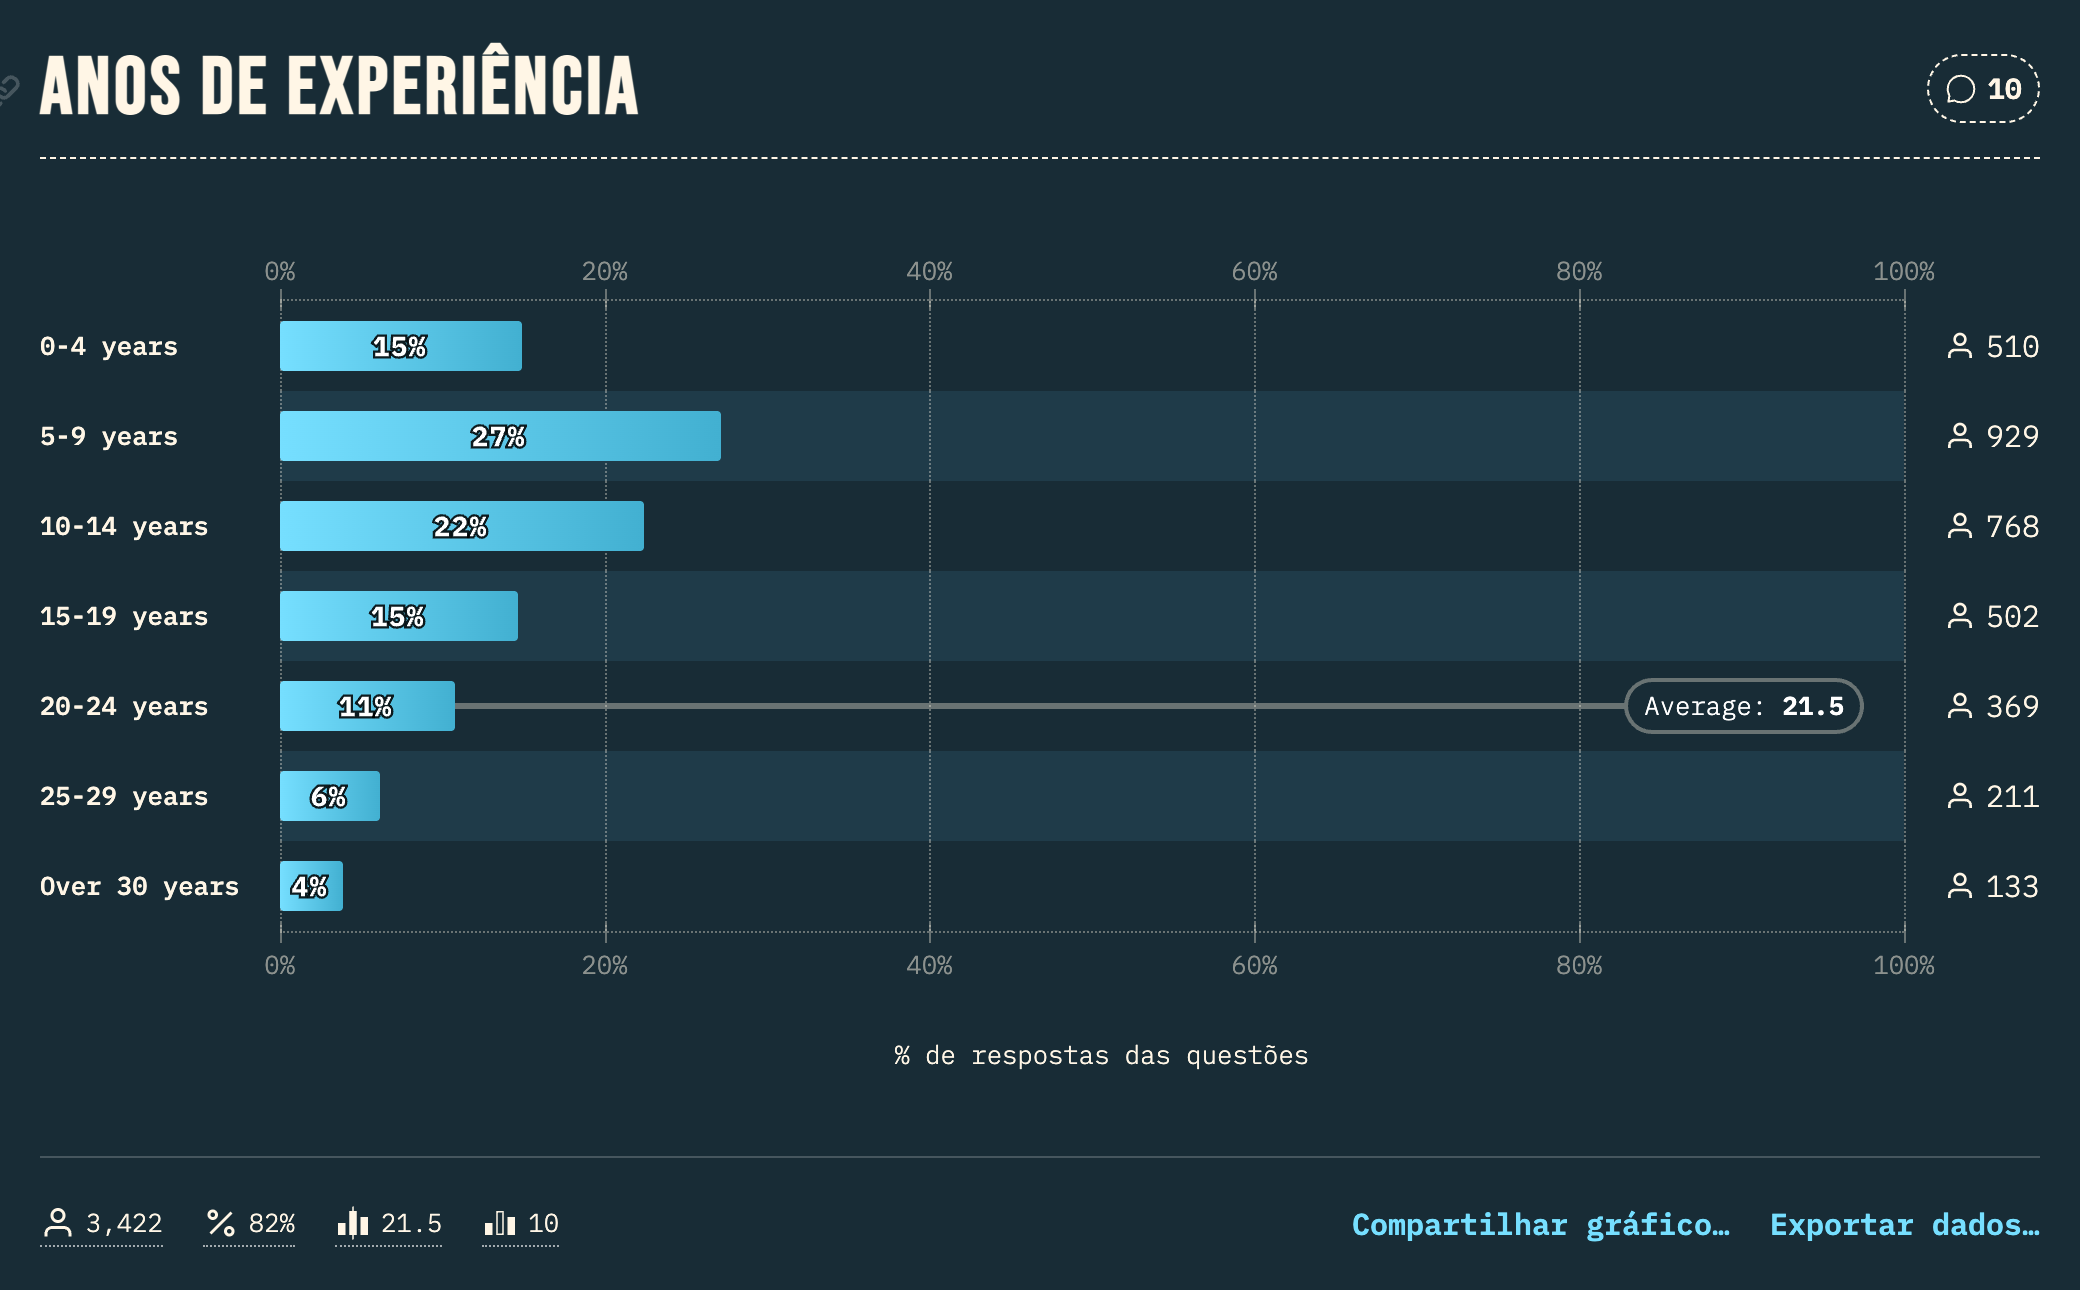 ANOS DE EXPERIÊNCIA
10
0% 20% 40% 60% 80% 100%
0-4 years 15% 510
5-9 years 27% 929
10-14 years 22% 768
15-19 years 15% 502
20-24 years 11% Average: 21.5 369
25-29 years 6% 211
Over 30 years 4% 133
0% 20% 40% 60% 80% 100%
% de respostas das questões
3,422 82% 21.5 10 Compartilhar gráfico… Exportar dados…